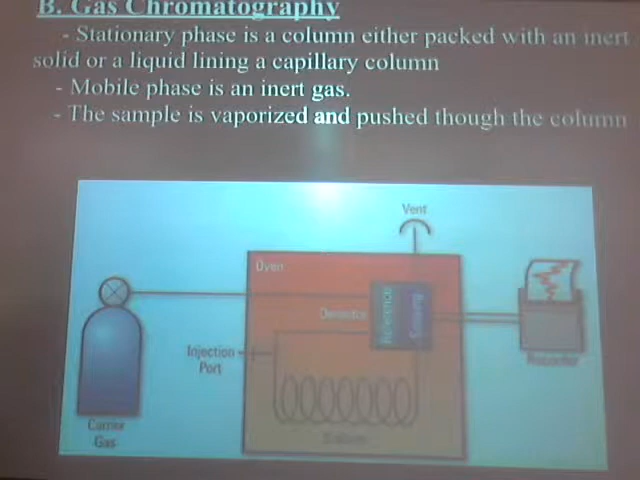 B. Gas Chromatography
- Stationary phase is a column either packed with an inert
solid or a liquid lining a capillary column
- Mobile phase is an inert gas.
- The sample is vaporized and pushed though the column
Vent
Oven
Reference
Sensing
Detector
Injection
Port
Recorder
Column
Carrier
Gas